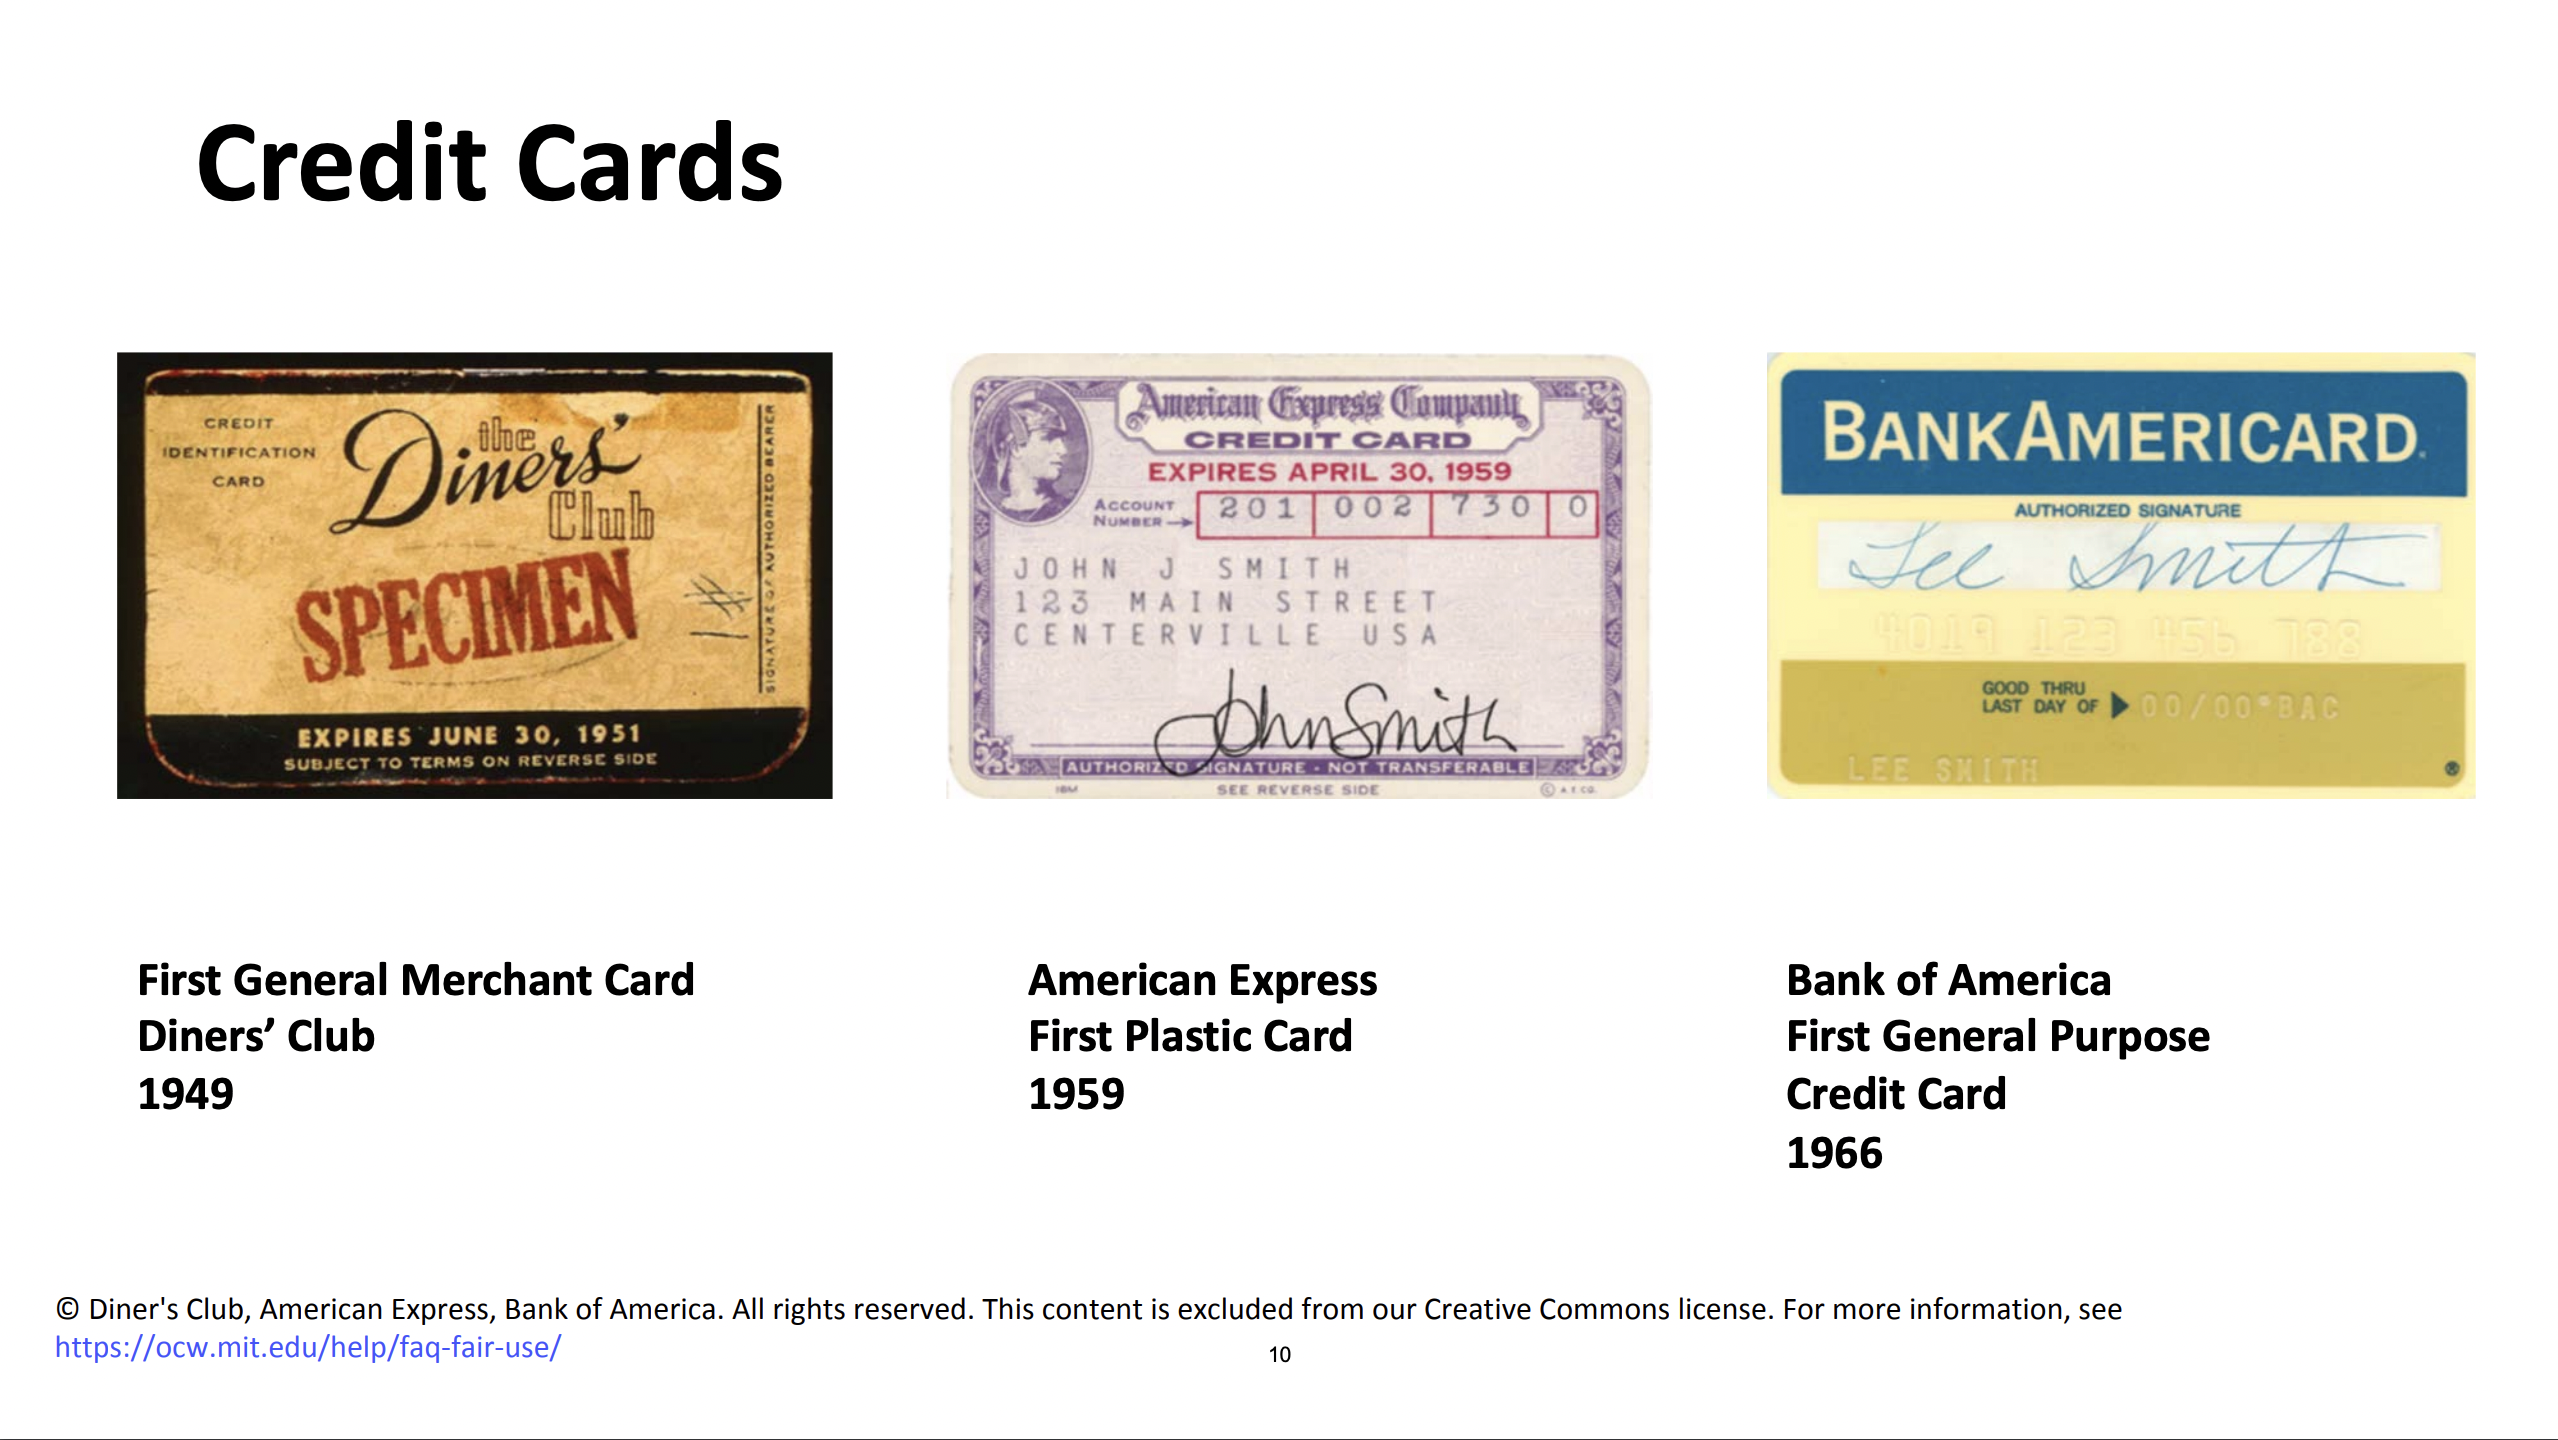 Credit Cards
CREDIT
IDENTIFICATION
CARD
the
Diners'
Club
SPECIMEN
SIGNATURE OF AUTHORIZED BEARER
EXPIRES JUNE 30, 1951
SUBJECT TO TERMS ON REVERSE SIDE
American Express Company
CREDIT CARD
EXPIRES APRIL 30, 1959
ACCOUNT
NUMBER
201 002 730 0
JOHN J SMITH
123 MAIN STREET
CENTERVILLE USA
John Smith
AUTHORIZED SIGNATURE - NOT TRANSFERABLE
IBM
SEE REVERSE SIDE
© A.E.CO.
BANKAMERICARD
AUTHORIZED SIGNATURE
Lee Smith
4019 123 456 788
GOOD THRU
LAST DAY OF
00/00*BAC
LEE SMITH
First General Merchant Card
Diners’ Club
1949
American Express
First Plastic Card
1959
Bank of America
First General Purpose
Credit Card
1966
© Diner's Club, American Express, Bank of America. All rights reserved. This content is excluded from our Creative Commons license. For more information, see
https://ocw.mit.edu/help/faq-fair-use/
10